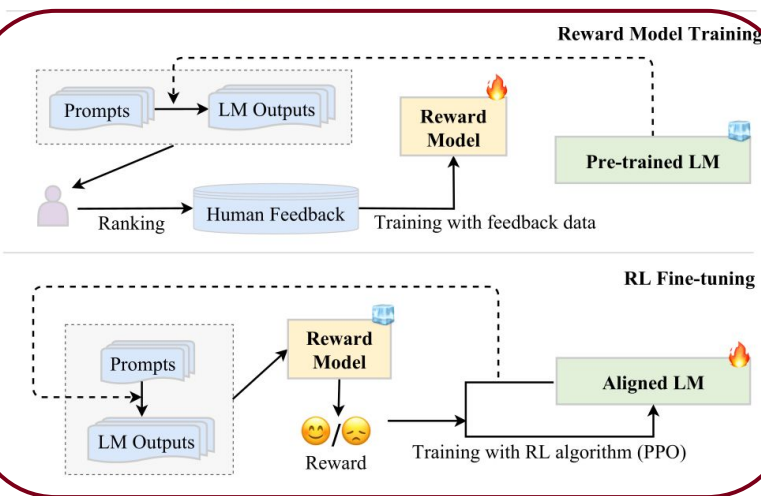 Reward Model Training
Prompts
LM Outputs
Reward
Model
Pre-trained LM
Ranking
Human Feedback
Training with feedback data
RL Fine-tuning
Prompts
LM Outputs
Reward
Model
Reward
Aligned LM
Training with RL algorithm (PPO)